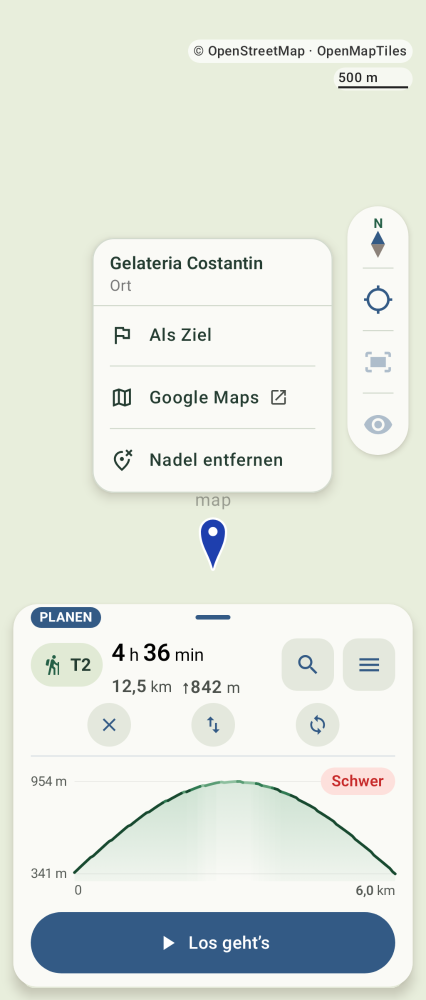 © OpenStreetMap · OpenMapTiles
500 m
N
Gelateria Costantin
Ort
Als Ziel
Google Maps
Nadel entfernen
map
PLANEN
T2
4 h 36 min
12,5 km ↑842 m
954 m
Schwer
341 m
0
6,0 km
Los geht's